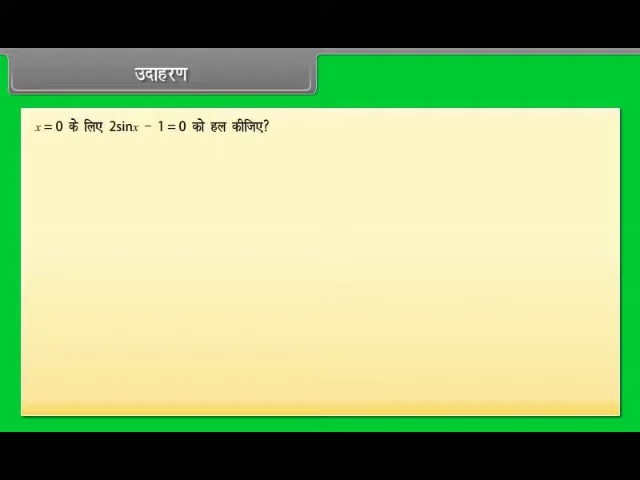 उदाहरण
x = 0 के लिए 2sinx − 1 = 0 को हल कीजिए?